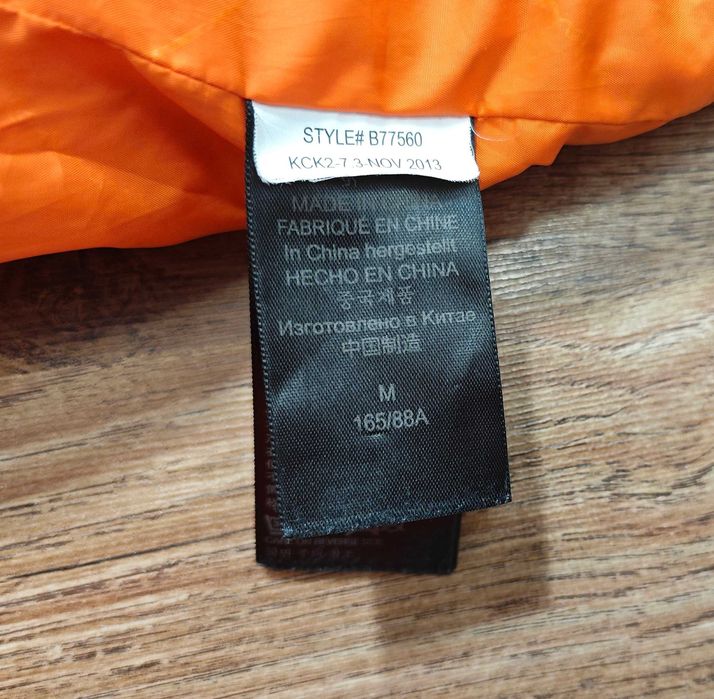 STYLE# B77560
KCK2-7 3-NOV 2013
MADE IN
FABRIQUE EN CHINE
In China hergestellt
HECHO EN CHINA
중국제품
Изготовлено в Китае
中国制造
M
165/88A